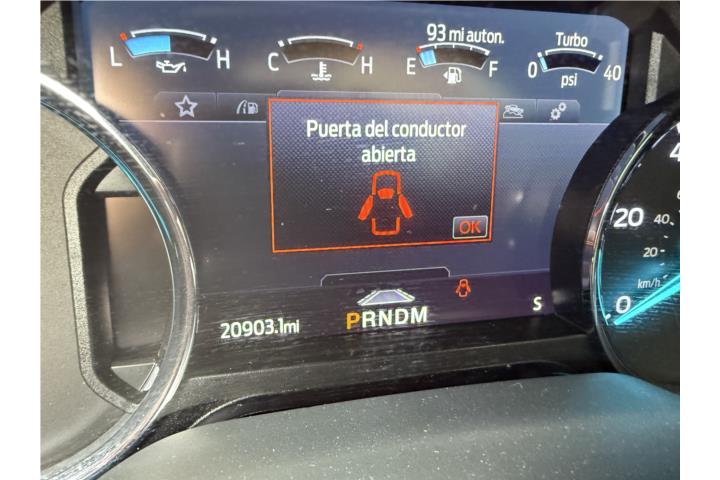 93 mi auton.
L H
C H
E F
Turbo
0 40
psi
Puerta del conductor
abierta
OK
20
40
20
km/h
0
20903.1mi
PRNDM
S